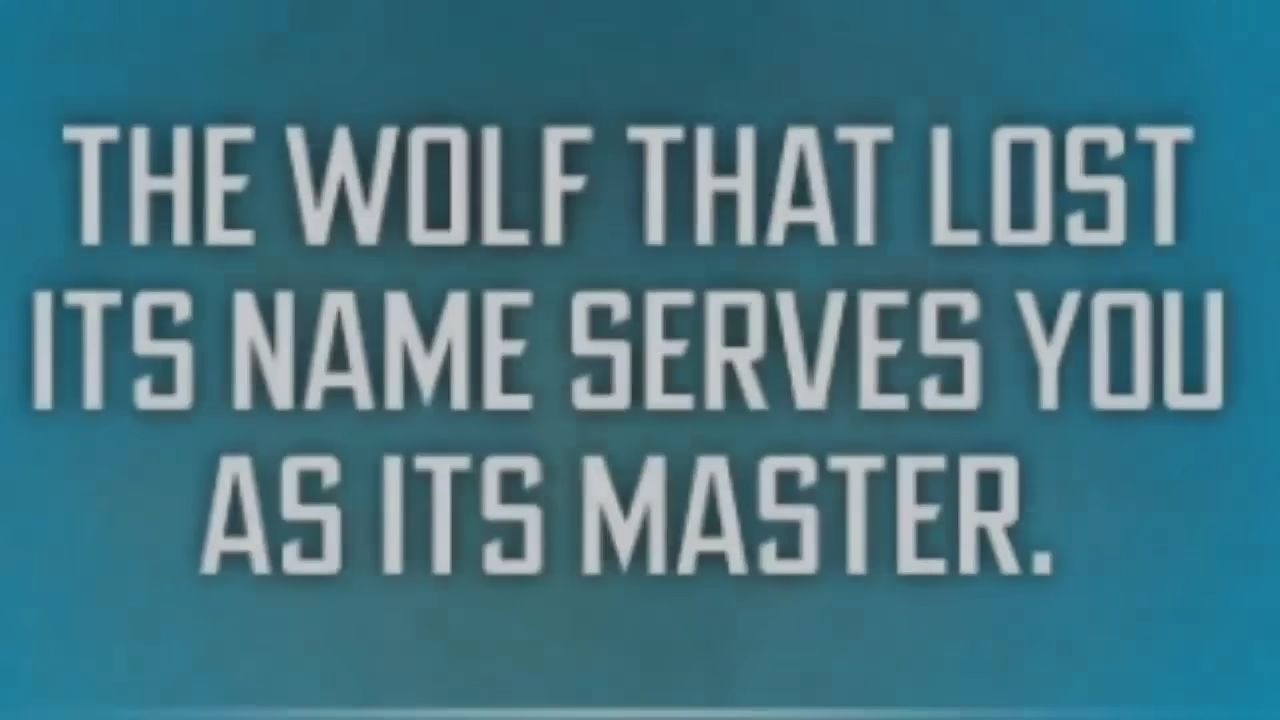 THE WOLF THAT LOST
ITS NAME SERVES YOU
AS ITS MASTER.